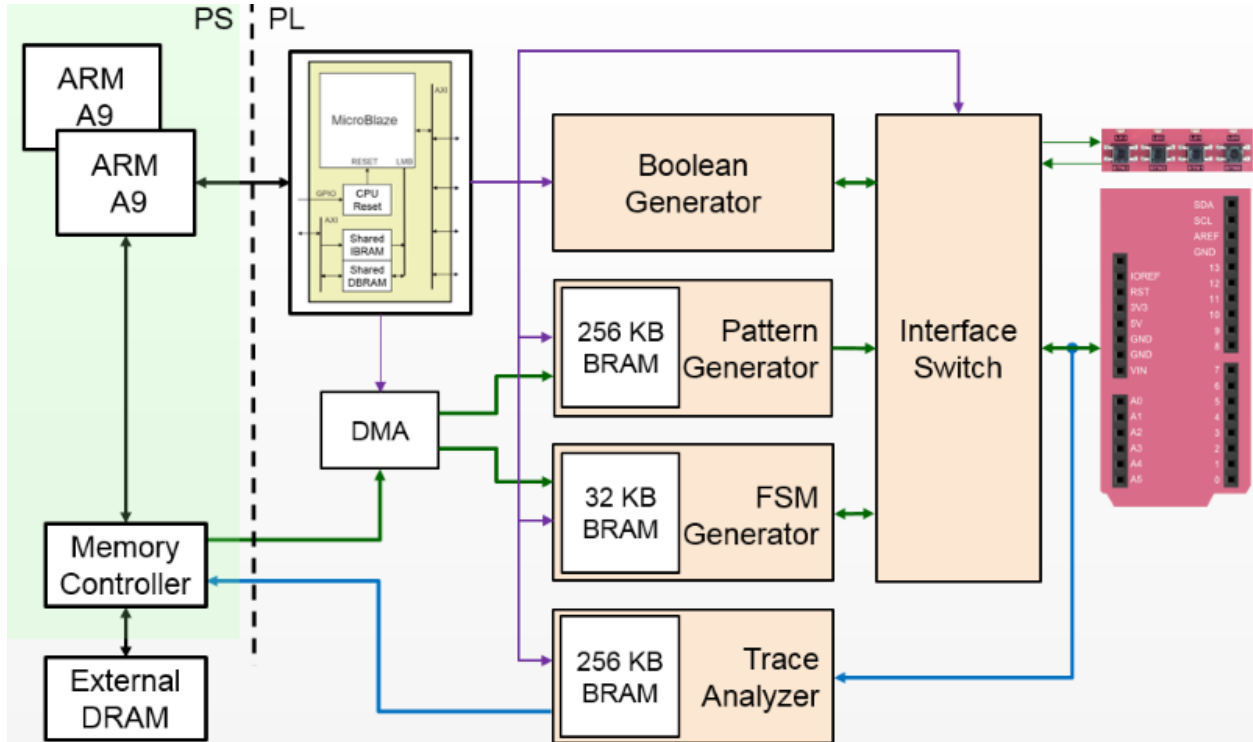 PS
PL
ARM
A9
ARM
A9
MicroBlaze
AXI
RESET
LMB
GPIO
CPU
Reset
AXI
Shared
IBRAM
Shared
DBRAM
Boolean
Generator
256 KB
BRAM
Pattern
Generator
DMA
32 KB
BRAM
FSM
Generator
Interface
Switch
Memory
Controller
External
DRAM
256 KB
BRAM
Trace
Analyzer
SDA
SCL
AREF
GND
13
12
11
10
9
8
IOREF
RST
3V3
5V
GND
GND
VIN
7
6
5
4
3
2
1
0
A0
A1
A2
A3
A4
A5